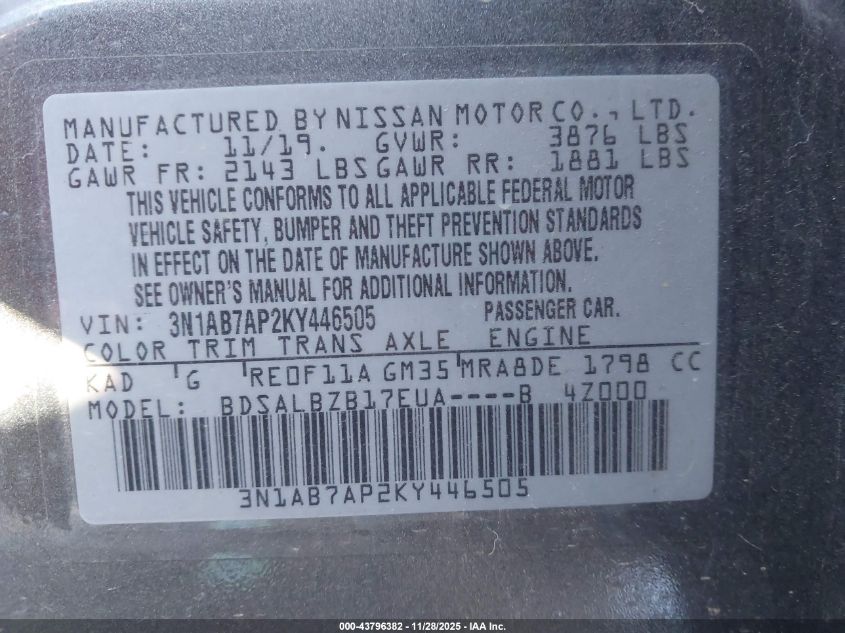 MANUFACTURED BY NISSAN MOTOR CO., LTD.
DATE: 11/19. GVWR: 3876 LBS
GAWR FR: 2143 LBS GAWR RR: 1881 LBS
THIS VEHICLE CONFORMS TO ALL APPLICABLE FEDERAL MOTOR
VEHICLE SAFETY, BUMPER AND THEFT PREVENTION STANDARDS
IN EFFECT ON THE DATE OF MANUFACTURE SHOWN ABOVE.
SEE OWNER'S MANUAL FOR ADDITIONAL INFORMATION.
VIN: 3N1AB7AP2KY446505 PASSENGER CAR.
COLOR TRIM TRANS AXLE ENGINE
KAD G RE0F11A GM35 MRA8DE 1798 CC
MODEL: BDSALBZB17EUA----B 4Z000
3N1AB7AP2KY446505
000-43796382 | 11/28/2025 - IAA Inc.